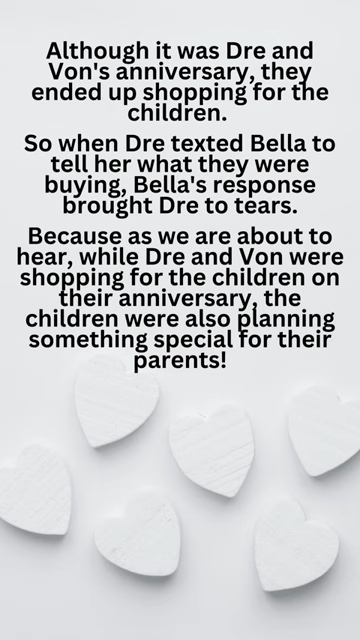 Although it was Dre and
Von's anniversary, they
ended up shopping for the
children.
So when Dre texted Bella to
tell her what they were
buying, Bella's response
brought Dre to tears.
Because as we are about to
hear, while Dre and Von were
shopping for the children on
their anniversary, the
children were also planning
something special for their
parents!